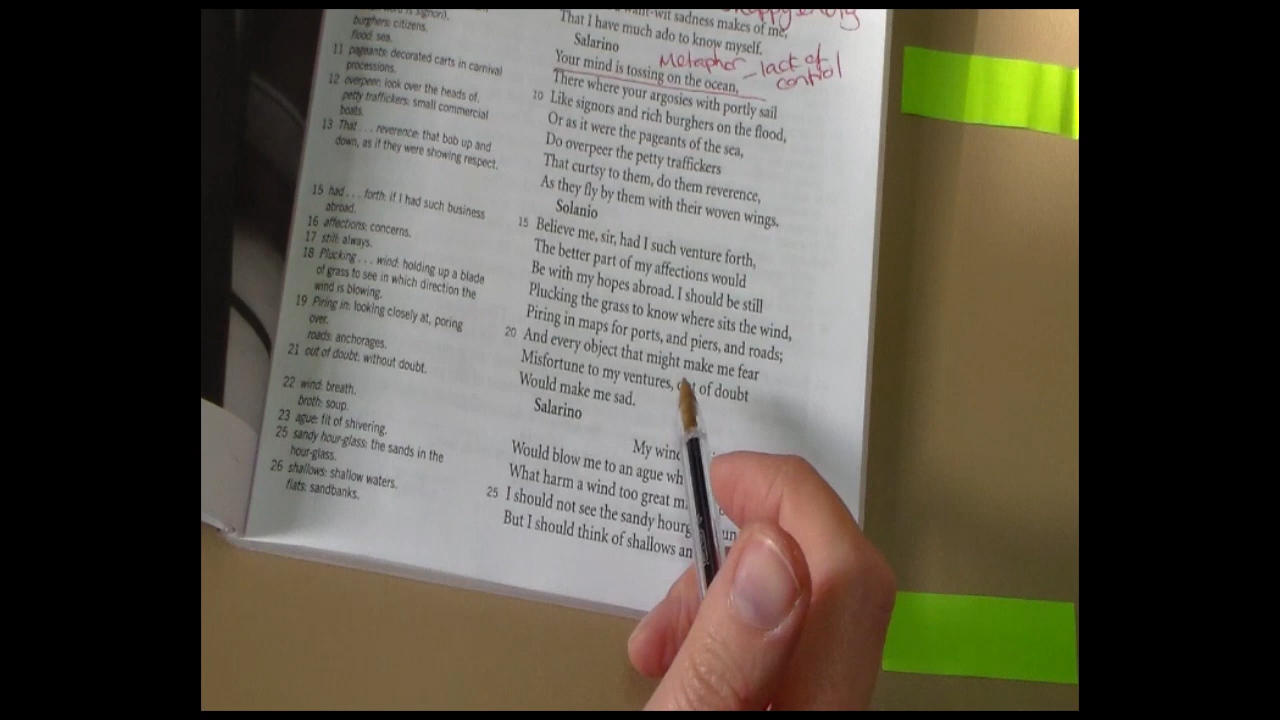 signor).
burghers: citizens.
flood: sea.
11 pageants: decorated carts in carnival
processions.
12 overpeer: look over the heads of.
petty traffickers: small commercial
boats.
13 That . . . reverence: that bob up and
down, as if they were showing respect.
15 had . . . forth: if I had such business
abroad.
16 affections: concerns.
17 still: always.
18 Plucking . . . wind: holding up a blade
of grass to see in which direction the
wind is blowing.
19 Piring in: looking closely at, poring
over.
roads: anchorages.
21 out of doubt: without doubt.
22 wind: breath.
broth: soup.
23 ague: fit of shivering.
25 sandy hour-glass: the sands in the
hour-glass.
26 shallows: shallow waters.
flats: sandbanks.
want-wit sadness makes of me,
That I have much ado to know myself.
Salarino
Your mind is tossing on the ocean,
Metaphor - lack of
control
There where your argosies with portly sail
10 Like signors and rich burghers on the flood,
Or as it were the pageants of the sea,
Do overpeer the petty traffickers
That curtsy to them, do them reverence,
As they fly by them with their woven wings.
Solanio
15 Believe me, sir, had I such venture forth,
The better part of my affections would
Be with my hopes abroad. I should be still
Plucking the grass to know where sits the wind,
Piring in maps for ports, and piers, and roads;
20 And every object that might make me fear
Misfortune to my ventures, of doubt
Would make me sad.
Salarino
My wind
Would blow me to an ague
What harm a wind too great
25 I should not see the sandy
But I should think of shallows